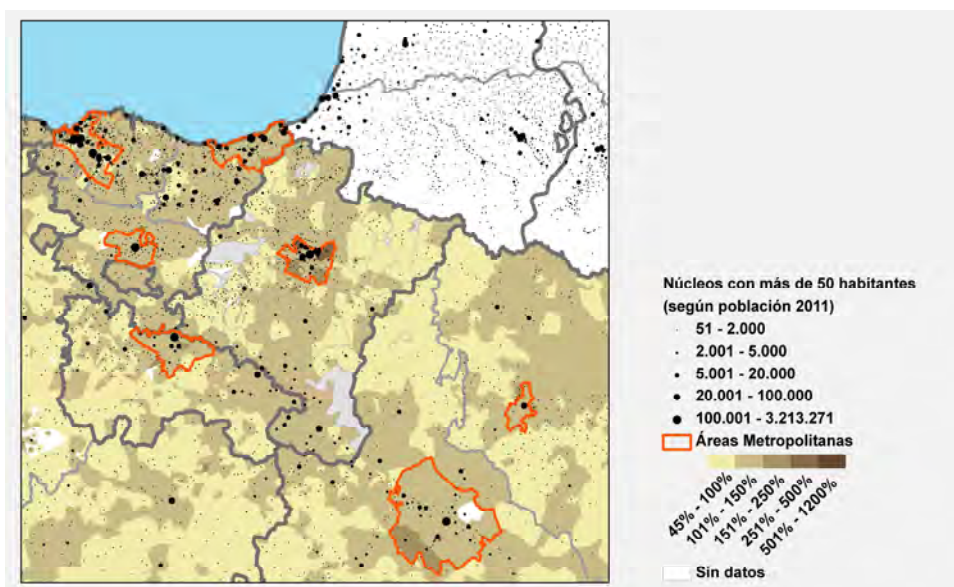 Núcleos con más de 50 habitantes
(según población 2011)
51 - 2.000
2.001 - 5.000
5.001 - 20.000
20.001 - 100.000
100.001 - 3.213.271
Áreas Metropolitanas
45% - 100%
101% - 150%
151% - 250%
251% - 500%
501% - 1200%
Sin datos